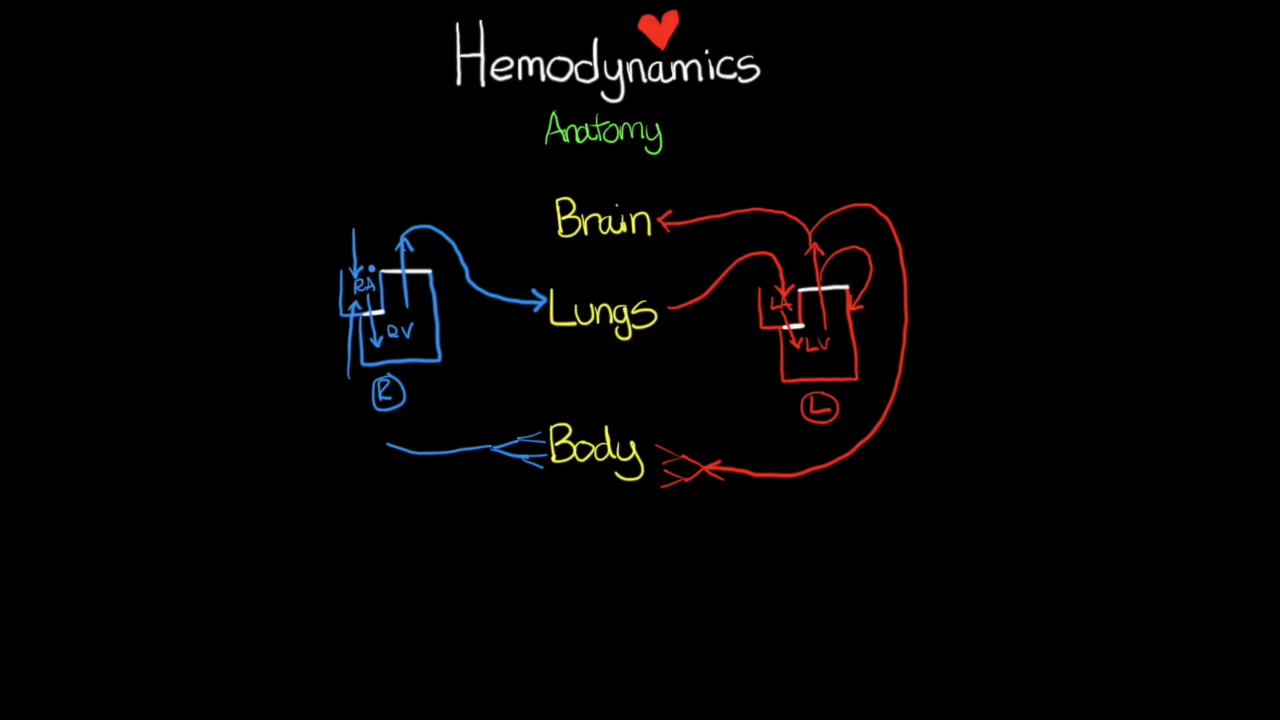 Hemodynamics
Anatomy
Brain
Lungs
Body
RA
RV
R
LA
LV
L